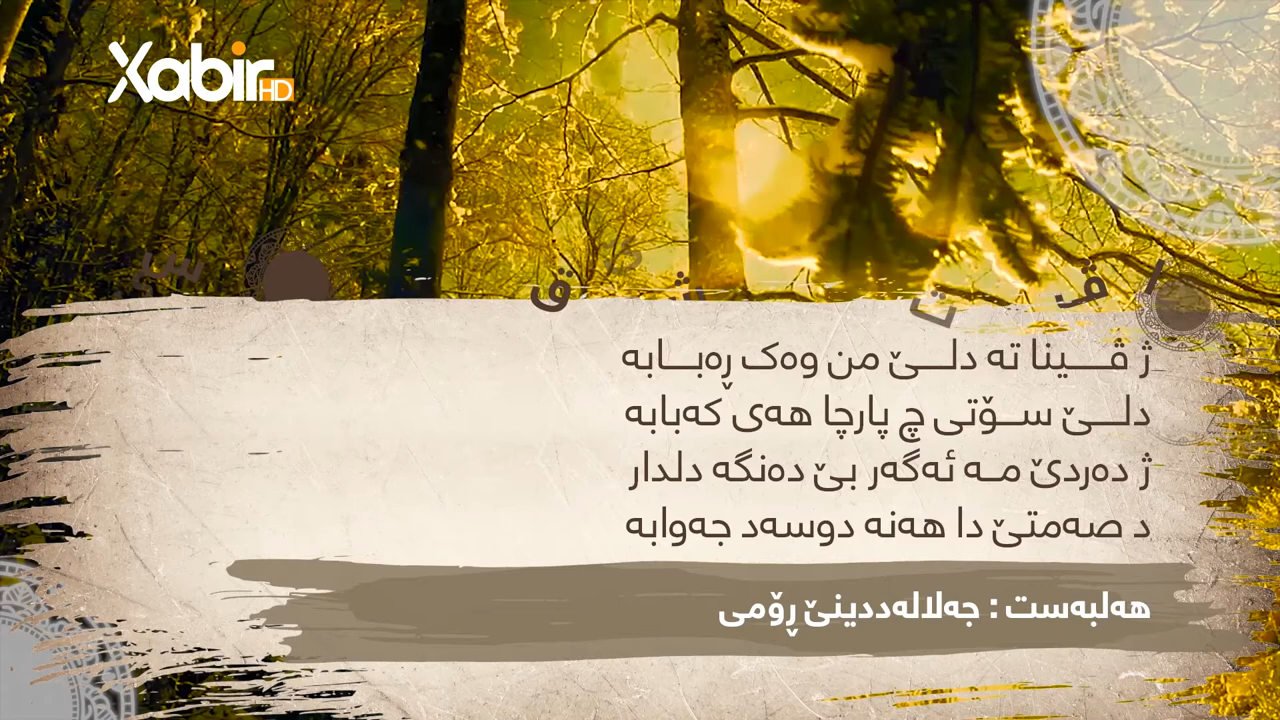 Xabir HD
س
ق
ش
ث
ڤ
ا
ژ ڤـــینا تە دلـــێ من وەک ڕەبـــابە
دلـــێ ســۆتی چ پارچا هەی کەبابە
ژ دەردێ مـە ئەگەر بێ دەنگە دلدار
د صەمتێ دا هەنە دوسەد جەوابە
هەلبەست : جەلالەددینێ ڕۆمی